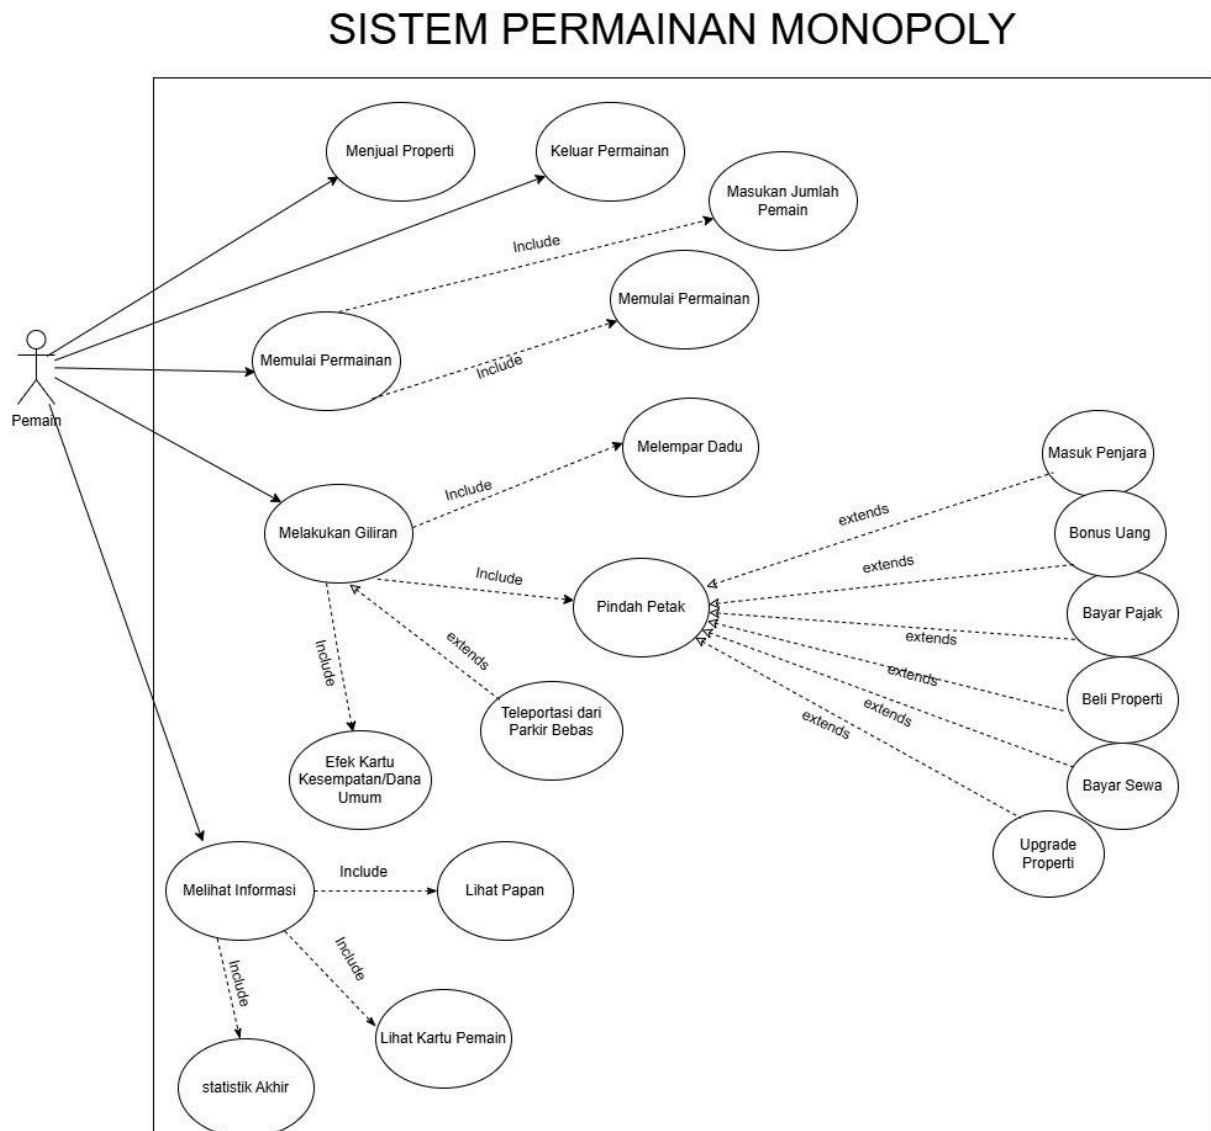 SISTEM PERMAINAN MONOPOLY
Menjual Properti
Keluar Permainan
Masukan Jumlah
Pemain
Include
Memulai Permainan
Memulai Permainan
Include
Pemain
Melempar Dadu
Include
Melakukan Giliran
Include
Pindah Petak
Masuk Penjara
extends
Bonus Uang
extends
Bayar Pajak
extends
Beli Properti
extends
Bayar Sewa
extends
Upgrade
Properti
extends
Include
extends
Teleportasi dari
Parkir Bebas
Efek Kartu
Kesempatan/Dana
Umum
Melihat Informasi
Include
Lihat Papan
Include
Include
Lihat Kartu Pemain
statistik Akhir